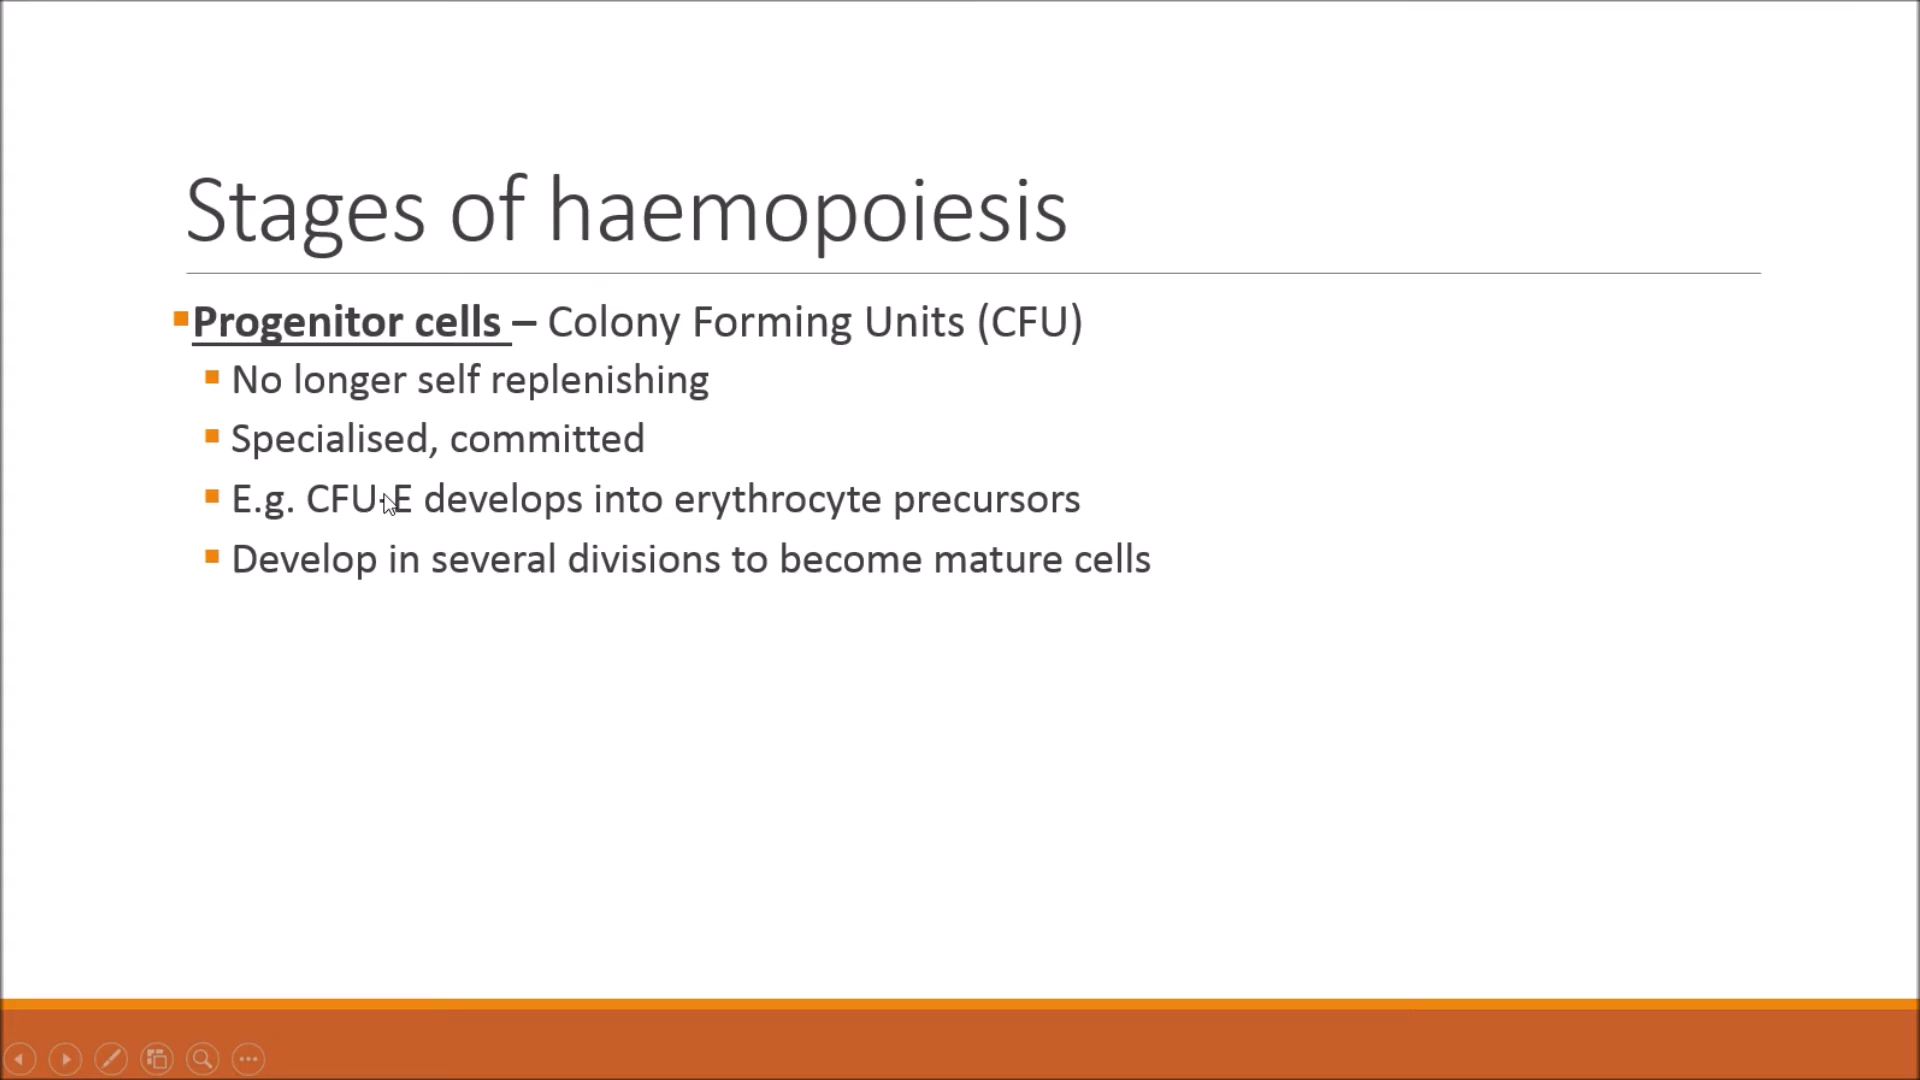 Stages of haemopoiesis
Progenitor cells – Colony Forming Units (CFU)
No longer self replenishing
Specialised, committed
E.g. CFU-E develops into erythrocyte precursors
Develop in several divisions to become mature cells